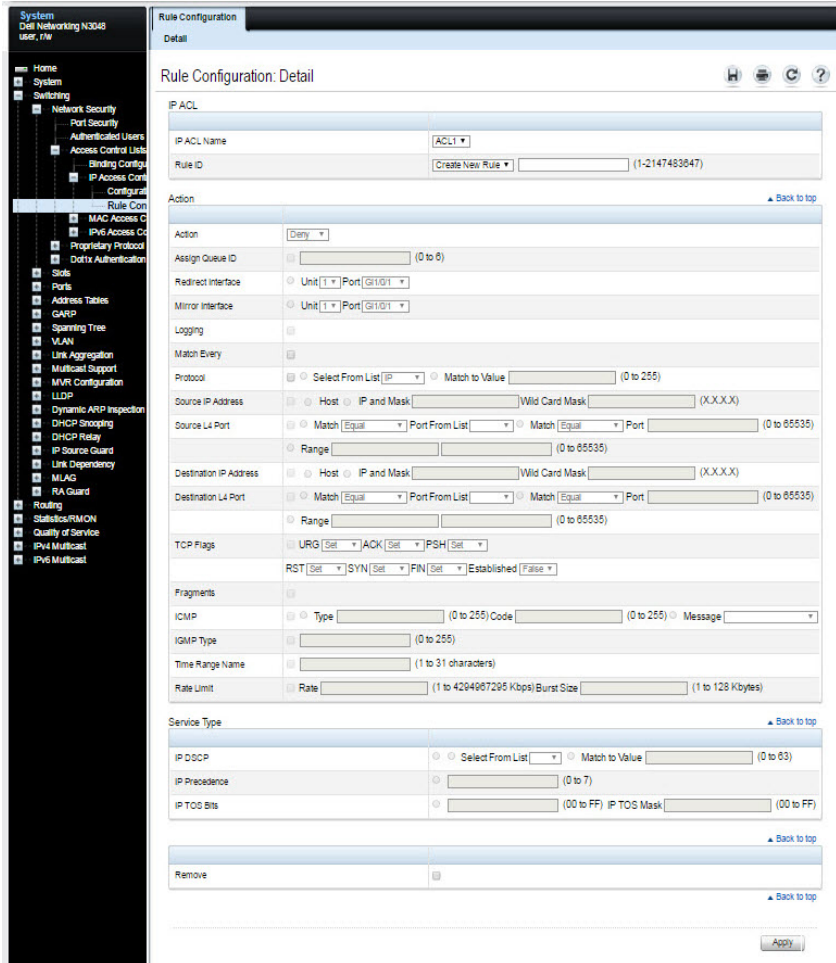 System
Dell Networking N3048
user, r/w
Rule Configuration
Detail
Home
System
Switching
Network Security
Port Security
Authenticated Users
Access Control Lists
Binding Configu
IP Access Cont
Configurat
Rule Con
MAC Access C
IPv6 Access Co
Proprietary Protocol
Dot1x Authentication
Slots
Ports
Address Tables
GARP
Spanning Tree
VLAN
Link Aggregation
Multicast Support
MVR Configuration
LLDP
Dynamic ARP Inspection
DHCP Snooping
DHCP Relay
IP Source Guard
Link Dependency
MLAG
RA Guard
Routing
Statistics/RMON
Quality of Service
IPv4 Multicast
IPv6 Multicast
Rule Configuration: Detail
IP ACL
IP ACL Name ACL1
Rule ID Create New Rule (1-2147483647)
Action Back to top
Action Deny
Assign Queue ID (0 to 6)
Redirect Interface Unit 1 Port Gi1/0/1
Mirror Interface Unit 1 Port Gi1/0/1
Logging
Match Every
Protocol Select From List IP Match to Value (0 to 255)
Source IP Address Host IP and Mask Wild Card Mask (X.X.X.X)
Source L4 Port Match Equal Port From List Match Equal Port (0 to 65535)
Range (0 to 65535)
Destination IP Address Host IP and Mask Wild Card Mask (X.X.X.X)
Destination L4 Port Match Equal Port From List Match Equal Port (0 to 65535)
Range (0 to 65535)
TCP Flags URG Set ACK Set PSH Set
RST Set SYN Set FIN Set Established False
Fragments
ICMP Type (0 to 255) Code (0 to 255) Message
IGMP Type (0 to 255)
Time Range Name (1 to 31 characters)
Rate Limit Rate (1 to 4294967295 Kbps) Burst Size (1 to 128 Kbytes)
Service Type Back to top
IP DSCP Select From List Match to Value (0 to 63)
IP Precedence (0 to 7)
IP TOS Bits (00 to FF) IP TOS Mask (00 to FF)
Back to top
Remove
Back to top
Apply